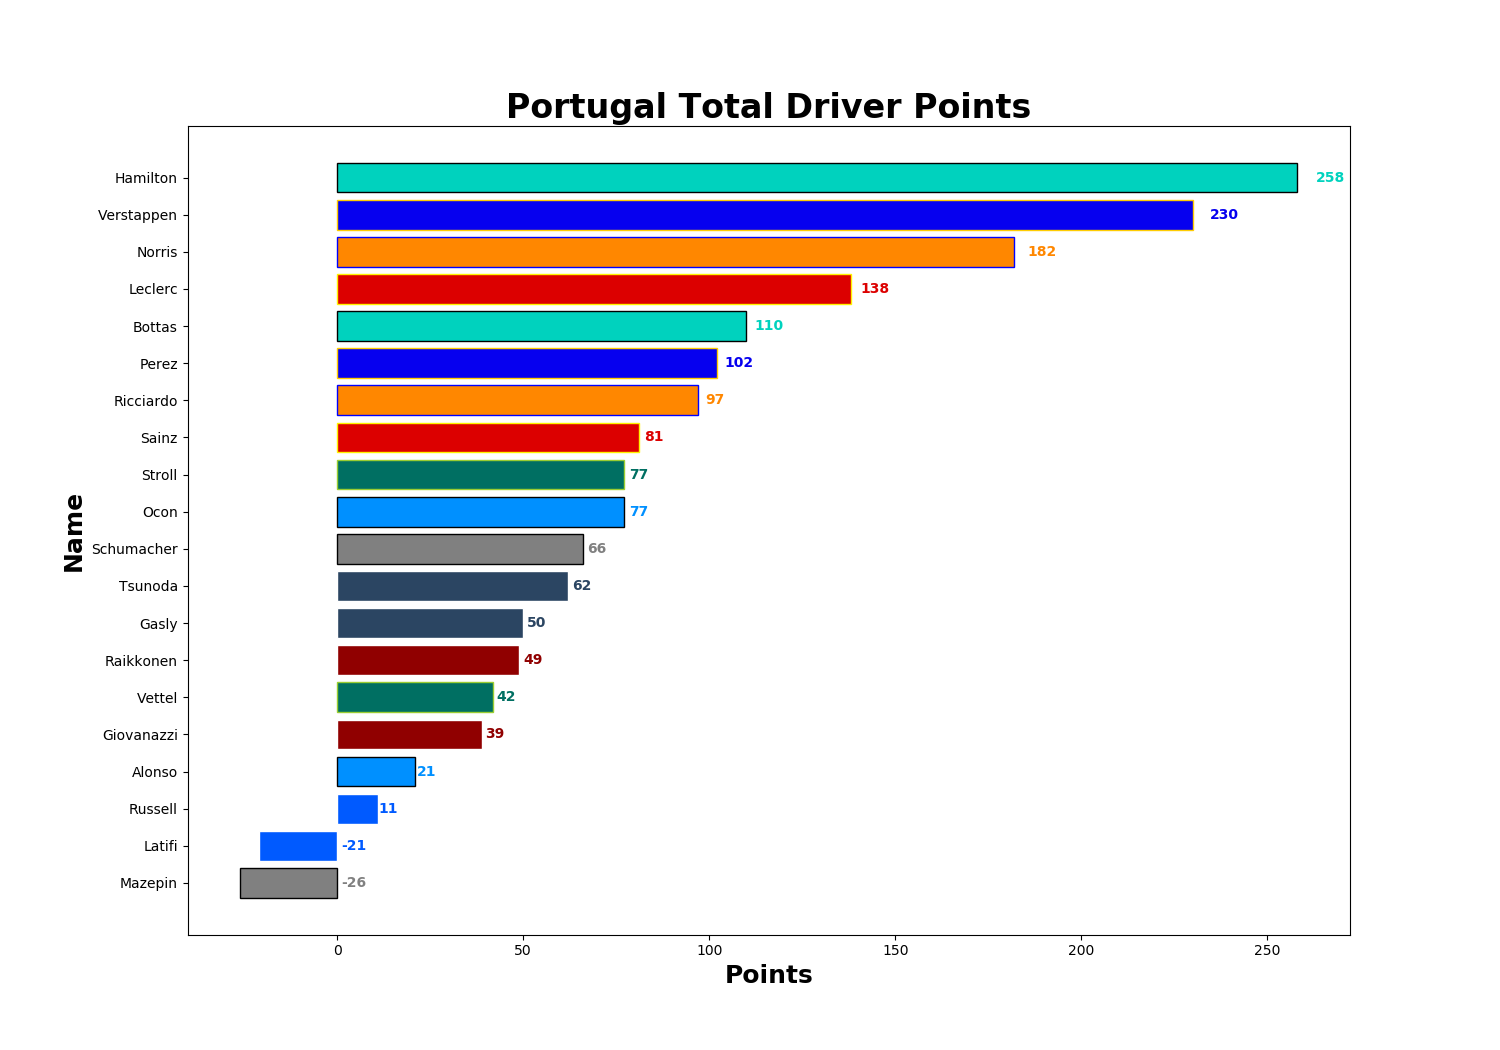 Portugal Total Driver Points
Hamilton 258
Verstappen 230
Norris 182
Leclerc 138
Bottas 110
Perez 102
Ricciardo 97
Sainz 81
Stroll 77
Ocon 77
Schumacher 66
Tsunoda 62
Gasly 50
Raikkonen 49
Vettel 42
Giovanazzi 39
Alonso 21
Russell 11
Latifi -21
Mazepin -26
Name
0 50 100 150 200 250
Points